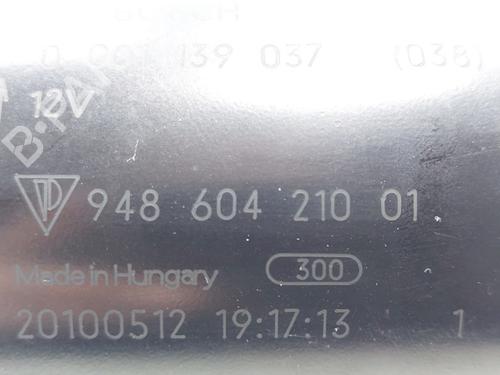 BOSCH
0 001 139 037 (038)
12V
948 604 210 01
Made in Hungary 300
20100512 19:17:13 1